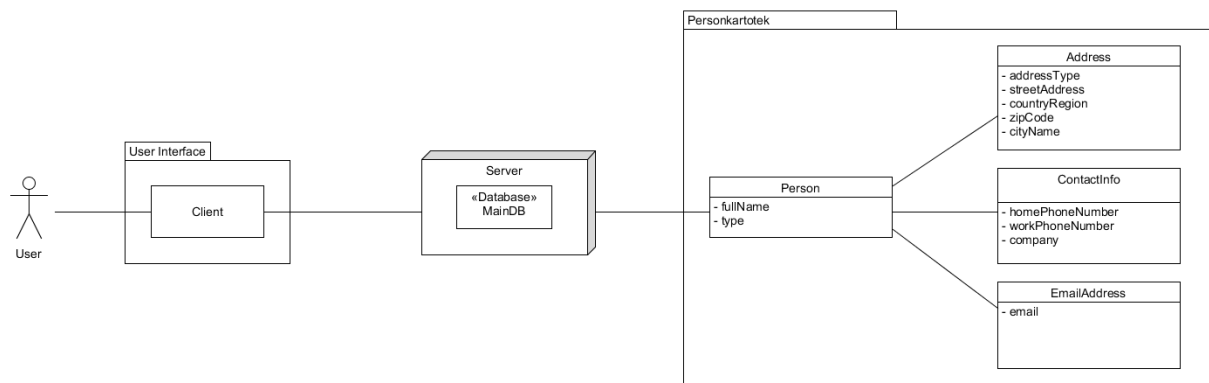 User
User Interface
Client
Server
«Database»
MainDB
Personkartotek
Person
- fullName
- type
Address
- addressType
- streetAddress
- countryRegion
- zipCode
- cityName
ContactInfo
- homePhoneNumber
- workPhoneNumber
- company
EmailAddress
- email